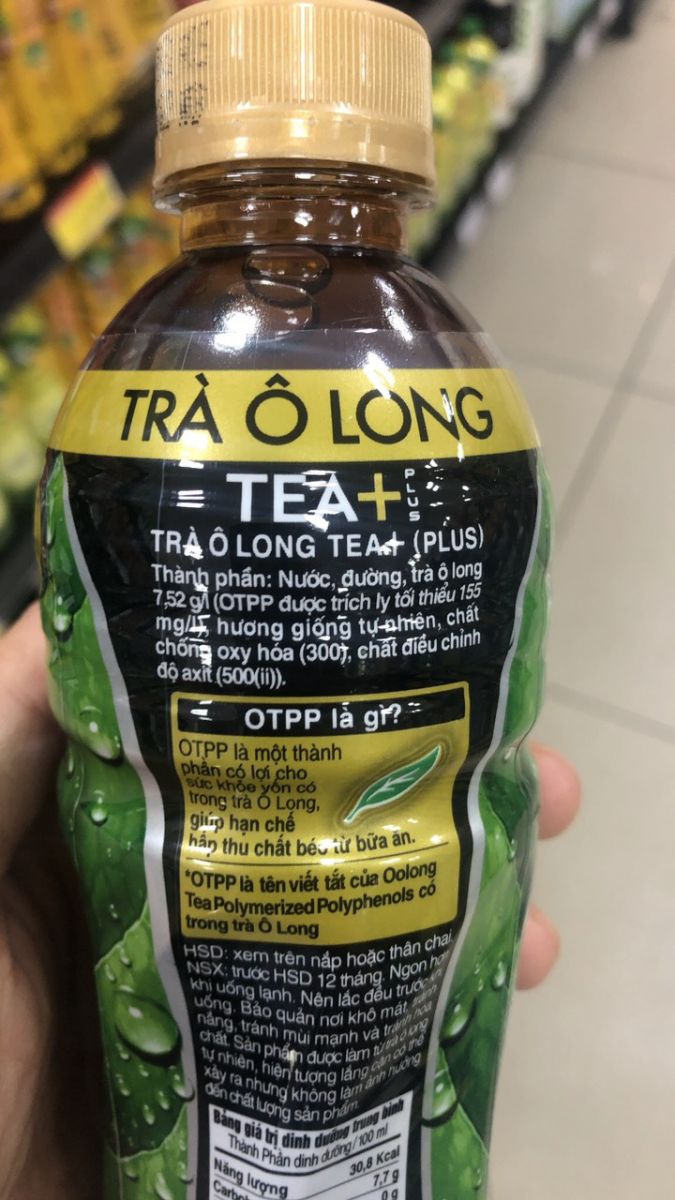 TRÀ Ô LONG
TEA+ PLUS
TRÀ Ô LONG TEA+ (PLUS)
Thành phần: Nước, đường, trà ô long
7,52 g/l (OTPP được trích ly tối thiểu 155
mg/L), hương giống tự nhiên, chất
chống oxy hóa (300), chất điều chỉnh
độ axit (500(ii)).
OTPP là gì?
OTPP là một thành
phần có lợi cho
sức khỏe vốn có
trong trà Ô Long,
giúp hạn chế
hấp thu chất béo từ bữa ăn.
*OTPP là tên viết tắt của Oolong
Tea Polymerized Polyphenols có
trong trà Ô Long
HSD: xem trên nắp hoặc thân chai.
NSX: trước HSD 12 tháng. Ngon hơn
khi uống lạnh. Nên lắc đều trước khi
uống. Bảo quản nơi khô mát, tránh
nắng, tránh mùi mạnh và tránh hóa
chất. Sản phẩm được làm từ trà ô long
tự nhiên, hiện tượng lắng cặn có thể
xảy ra nhưng không làm ảnh hưởng
đến chất lượng sản phẩm.
Bảng giá trị dinh dưỡng trung bình
Thành Phần dinh dưỡng/100 ml
Năng lượng 30,8 Kcal
7,7 g
0 g